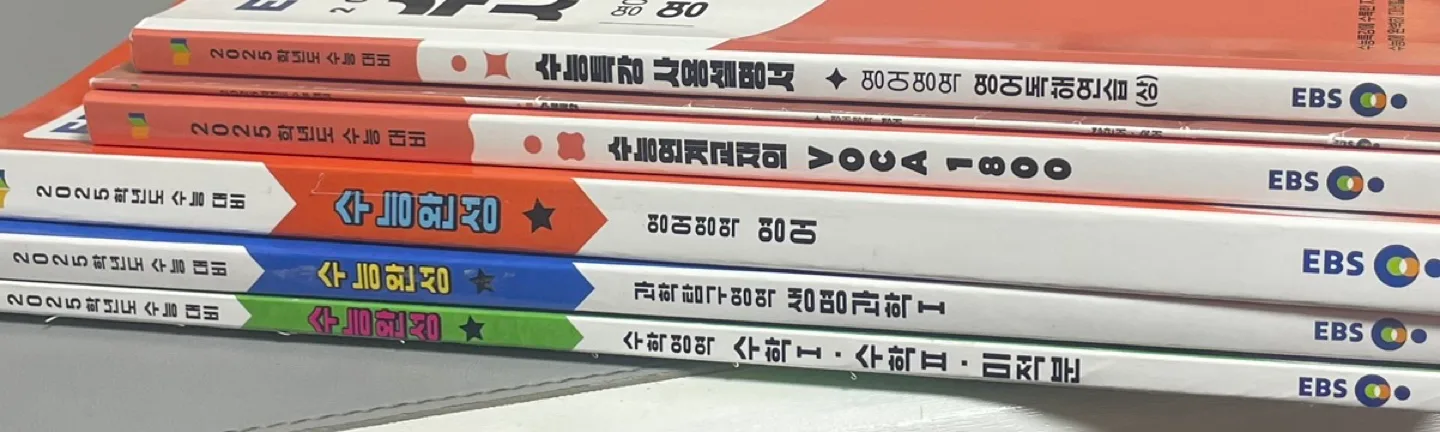 2025학년도 수능 대비 수능특강 사용설명서 영어영역 영어독해연습(상) EBS
2025학년도 수능 대비 수능연계교재의 VOCA 1800 EBS
2025학년도 수능 대비 수능완성 영어영역 영어 EBS
2025학년도 수능 대비 수능완성 과학탐구영역 생명과학Ⅰ EBS
2025학년도 수능 대비 수능완성 수학영역 수학Ⅰ·수학Ⅱ·미적분 EBS